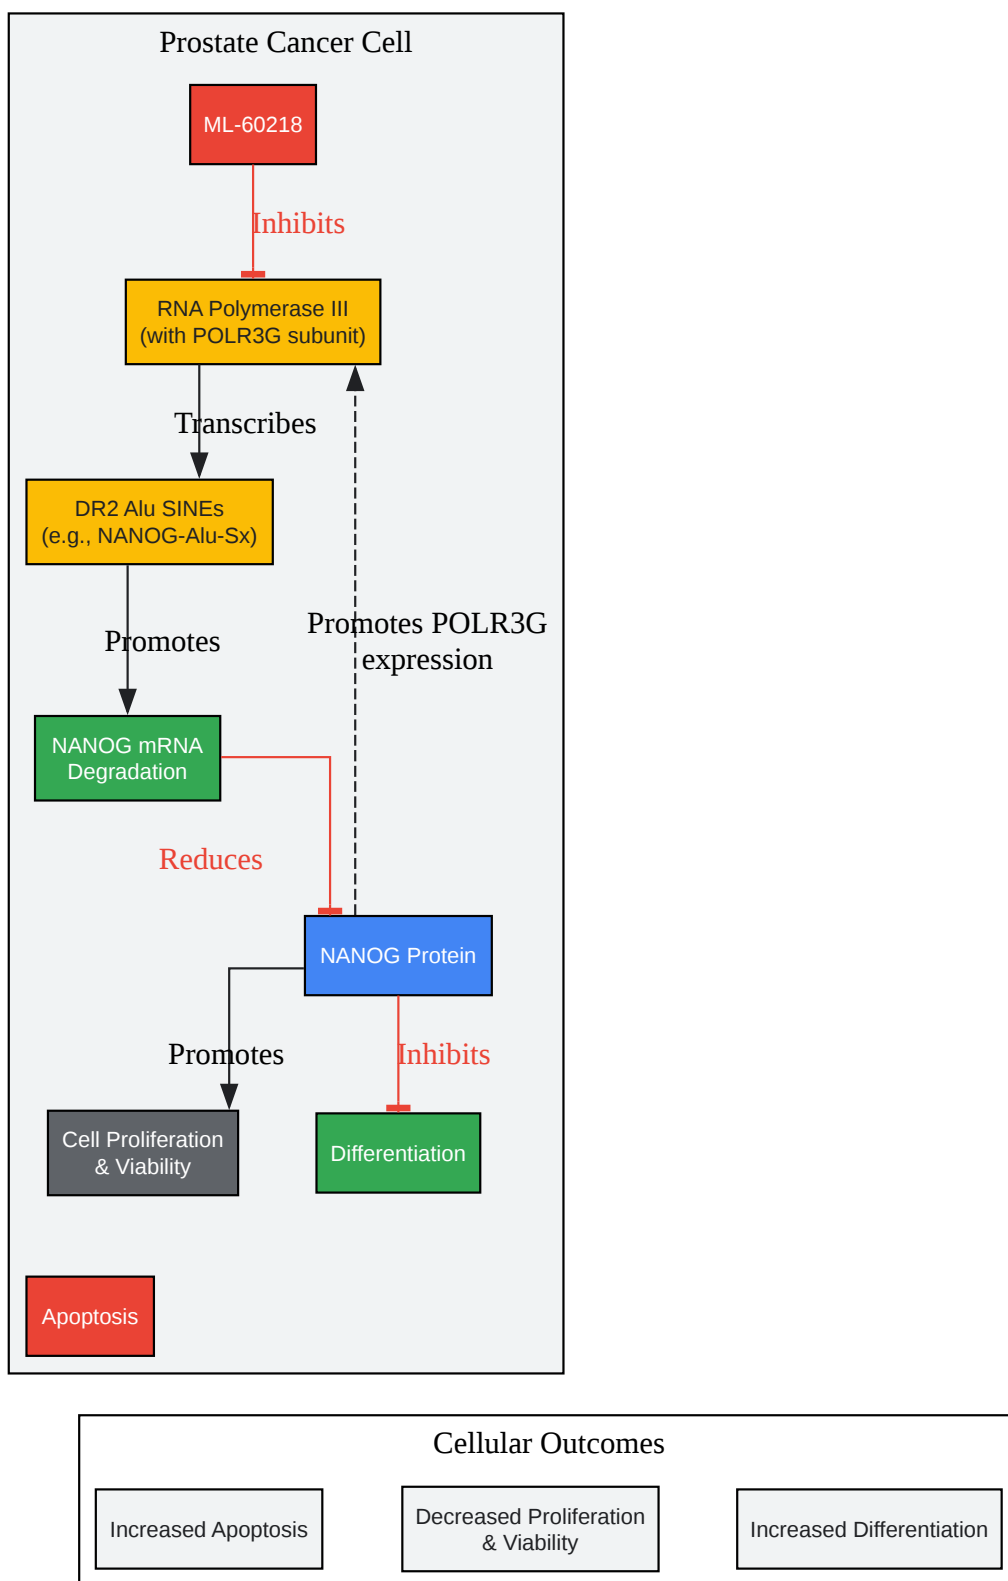 Prostate Cancer Cell
ML-60218
Inhibits
RNA Polymerase III
(with POLR3G subunit)
Transcribes
DR2 Alu SINEs
(e.g., NANOG-Alu-Sx)
Promotes POLR3G
expression
Promotes
NANOG mRNA
Degradation
Reduces
NANOG Protein
Promotes
Inhibits
Cell Proliferation
& Viability
Differentiation
Apoptosis
Cellular Outcomes
Increased Apoptosis
Decreased Proliferation
& Viability
Increased Differentiation